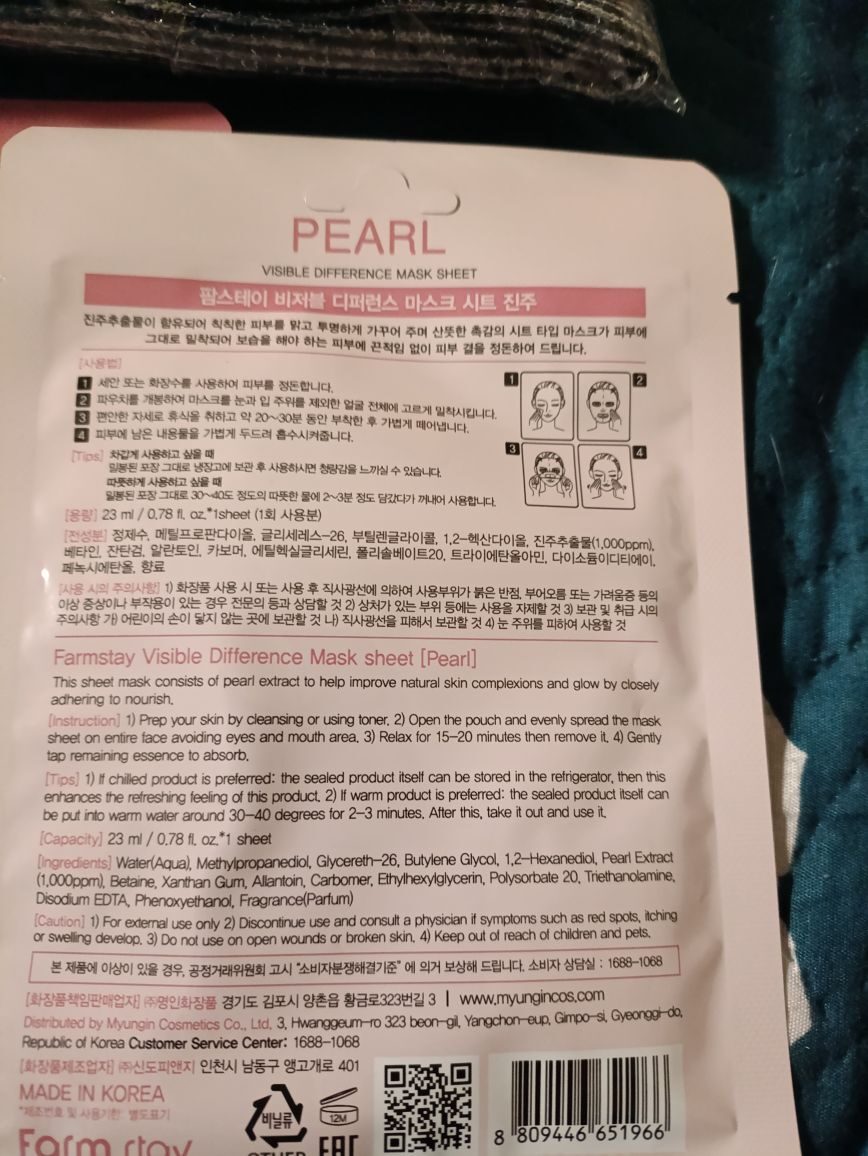 PEARL
VISIBLE DIFFERENCE MASK SHEET
팜스테이 비저블 디퍼런스 마스크 시트 진주
진주추출물이 함유되어 칙칙한 피부를 맑고 투명하게 가꾸어 주며 산뜻한 촉감의 시트 타입 마스크가 피부에
그대로 밀착되어 보습을 해야 하는 피부에 끈적임 없이 피부 결을 정돈하여 드립니다.
[사용법]
1 세안 또는 화장수를 사용하여 피부를 정돈합니다.
2 파우치를 개봉하여 마스크를 눈과 입 주위를 제외한 얼굴 전체에 고르게 밀착시킵니다.
3 편안한 자세로 휴식을 취하고 약 20~30분 동안 부착한 후 가볍게 떼어냅니다.
4 피부에 남은 내용물을 가볍게 두드려 흡수시켜줍니다.
1 2
3 4
[Tips] 차갑게 사용하고 싶을 때
밀봉된 포장 그대로 냉장고에 보관 후 사용하시면 청량감을 느끼실 수 있습니다.
따뜻하게 사용하고 싶을 때
밀봉된 포장 그대로 30~40도 정도의 따뜻한 물에 2~3분 정도 담갔다가 꺼내어 사용합니다.
[용량] 23 ml / 0.78 fl. oz.*1sheet (1회 사용분)
[전성분] 정제수, 메틸프로판다이올, 글리세레스-26, 부틸렌글라이콜, 1,2-헥산다이올, 진주추출물(1,000ppm),
베타인, 잔탄검, 알란토인, 카보머, 에틸헥실글리세린, 폴리솔베이트20, 트라이에탄올아민, 다이소듐이디티에이,
페녹시에탄올, 향료
[사용 시의 주의사항] 1) 화장품 사용 시 또는 사용 후 직사광선에 의하여 사용부위가 붉은 반점, 부어오름 또는 가려움증 등의
이상 증상이나 부작용이 있는 경우 전문의 등과 상담할 것 2) 상처가 있는 부위 등에는 사용을 자제할 것 3) 보관 및 취급 시의
주의사항 가) 어린이의 손이 닿지 않는 곳에 보관할 것 나) 직사광선을 피해서 보관할 것 4) 눈 주위를 피하여 사용할 것
Farmstay Visible Difference Mask sheet [Pearl]
This sheet mask consists of pearl extract to help improve natural skin complexions and glow by closely
adhering to nourish.
[Instruction] 1) Prep your skin by cleansing or using toner. 2) Open the pouch and evenly spread the mask
sheet on entire face avoiding eyes and mouth area. 3) Relax for 15-20 minutes then remove it. 4) Gently
tap remaining essence to absorb.
[Tips] 1) If chilled product is preferred: the sealed product itself can be stored in the refrigerator, then this
enhances the refreshing feeling of this product. 2) If warm product is preferred: the sealed product itself can
be put into warm water around 30-40 degrees for 2-3 minutes. After this, take it out and use it.
[Capacity] 23 ml / 0.78 fl. oz.*1 sheet
[Ingredients] Water(Aqua), Methylpropanediol, Glycereth-26, Butylene Glycol, 1,2-Hexanediol, Pearl Extract
(1,000ppm), Betaine, Xanthan Gum, Allantoin, Carbomer, Ethylhexylglycerin, Polysorbate 20, Triethanolamine,
Disodium EDTA, Phenoxyethanol, Fragrance(Parfum)
[Caution] 1) For external use only 2) Discontinue use and consult a physician if symptoms such as red spots, itching
or swelling develop. 3) Do not use on open wounds or broken skin. 4) Keep out of reach of children and pets.
본 제품에 이상이 있을 경우, 공정거래위원회 고시 "소비자분쟁해결기준" 에 의거 보상해 드립니다. 소비자 상담실 : 1688-1068
[화장품책임판매업자] ㈜명인화장품 경기도 김포시 양촌읍 황금로323번길 3 | www.myungincos.com
Distributed by Myungin Cosmetics Co., Ltd. 3, Hwanggeum-ro 323 beon-gil, Yangchon-eup, Gimpo-si, Gyeonggi-do,
Republic of Korea Customer Service Center: 1688-1068
[화장품제조업자] ㈜신도피앤지 인천시 남동구 앵고개로 401
MADE IN KOREA
*제조번호 및 사용기한: 별도표기
비닐류
OTHER
12M
EAC
8 809446 651966
Farm stay